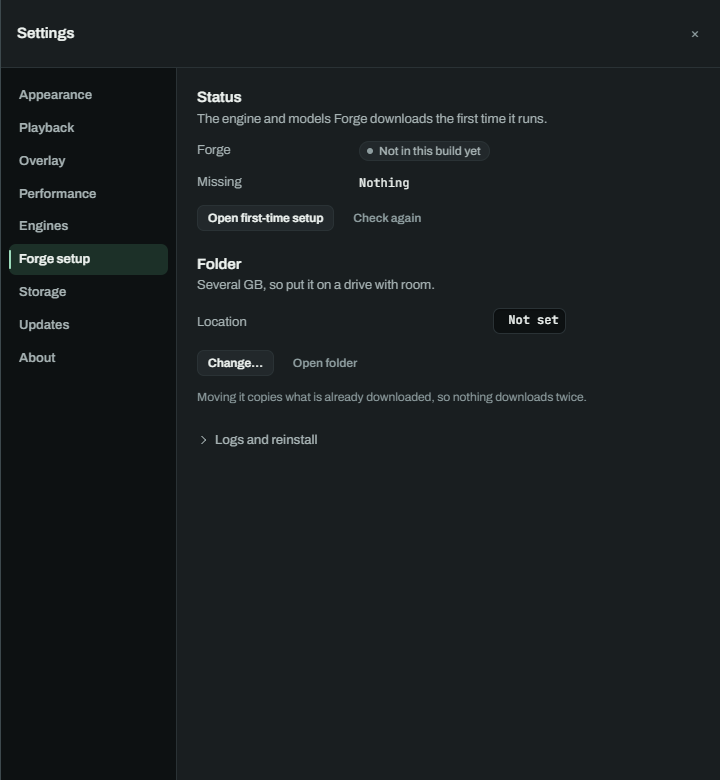 Settings
×
Appearance
Playback
Overlay
Performance
Engines
Forge setup
Storage
Updates
About
Status
The engine and models Forge downloads the first time it runs.
Forge
Not in this build yet
Missing
Nothing
Open first-time setup
Check again
Folder
Several GB, so put it on a drive with room.
Location
Not set
Change...
Open folder
Moving it copies what is already downloaded, so nothing downloads twice.
Logs and reinstall